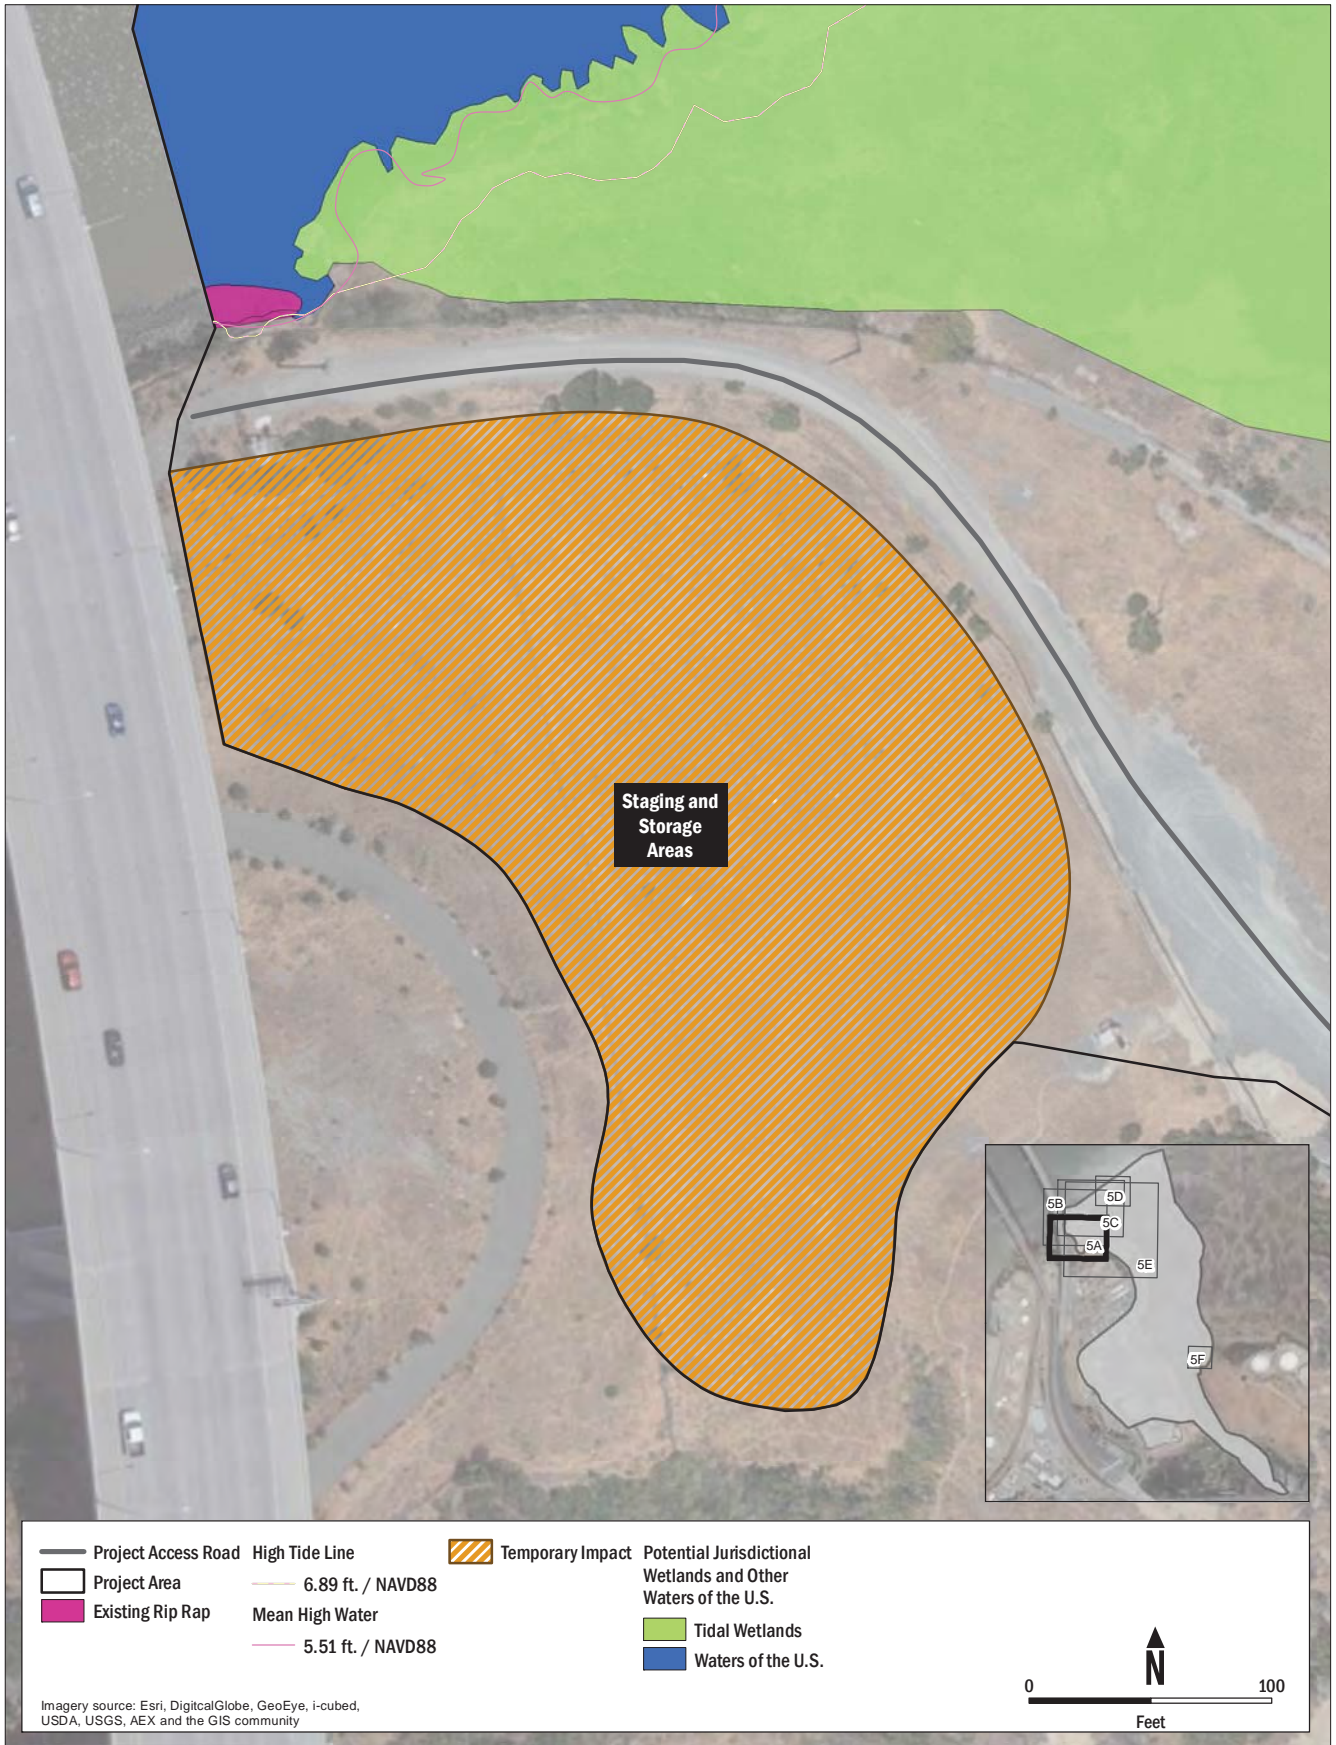 Staging and
Storage
Areas
5B
5D
5C
5A
5E
5F
Project Access Road
Project Area
Existing Rip Rap
High Tide Line
6.89 ft. / NAVD88
Mean High Water
5.51 ft. / NAVD88
Temporary Impact
Potential Jurisdictional
Wetlands and Other
Waters of the U.S.
Tidal Wetlands
Waters of the U.S.
N
0 100
Feet
Imagery source: Esri, DigitcalGlobe, GeoEye, i-cubed,
USDA, USGS, AEX and the GIS community